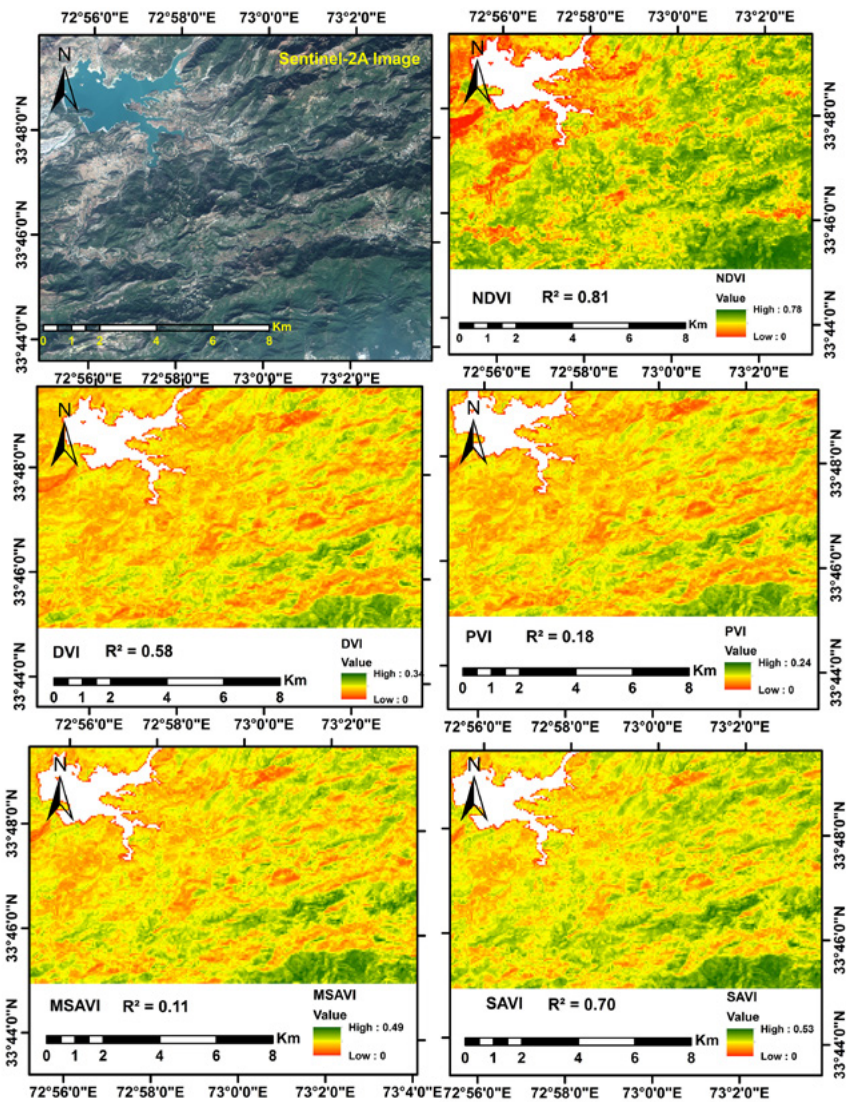 72°56'0"E 72°58'0"E 73°0'0"E 73°2'0"E
72°56'0"E 72°58'0"E 73°0'0"E 73°2'0"E
N
Sentinel-2A Image
33°48'0"N
33°46'0"N
33°44'0"N
0 1 2 4 6 8 Km
N
33°48'0"N
33°46'0"N
33°44'0"N
NDVI R² = 0.81
0 1 2 4 6 8 Km
NDVI
Value
High : 0.78
Low : 0
72°56'0"E 72°58'0"E 73°0'0"E 73°2'0"E
72°56'0"E 72°58'0"E 73°0'0"E 73°2'0"E
N
33°48'0"N
33°46'0"N
33°44'0"N
DVI R² = 0.58
0 1 2 4 6 8 Km
DVI
Value
High : 0.34
Low : 0
N
33°48'0"N
33°46'0"N
33°44'0"N
PVI R² = 0.18
0 1 2 4 6 8 Km
PVI
Value
High : 0.24
Low : 0
72°56'0"E 72°58'0"E 73°0'0"E 73°2'0"E
72°56'0"E 72°58'0"E 73°0'0"E 73°2'0"E
N
33°48'0"N
33°46'0"N
33°44'0"N
MSAVI R² = 0.11
0 1 2 4 6 8 Km
MSAVI
Value
High : 0.49
Low : 0
N
33°48'0"N
33°46'0"N
33°44'0"N
SAVI R² = 0.70
0 1 2 4 6 8 Km
SAVI
Value
High : 0.53
Low : 0
72°56'0"E 72°58'0"E 73°0'0"E 73°2'0"E 73°4'0"E
72°56'0"E 72°58'0"E 73°0'0"E 73°2'0"E